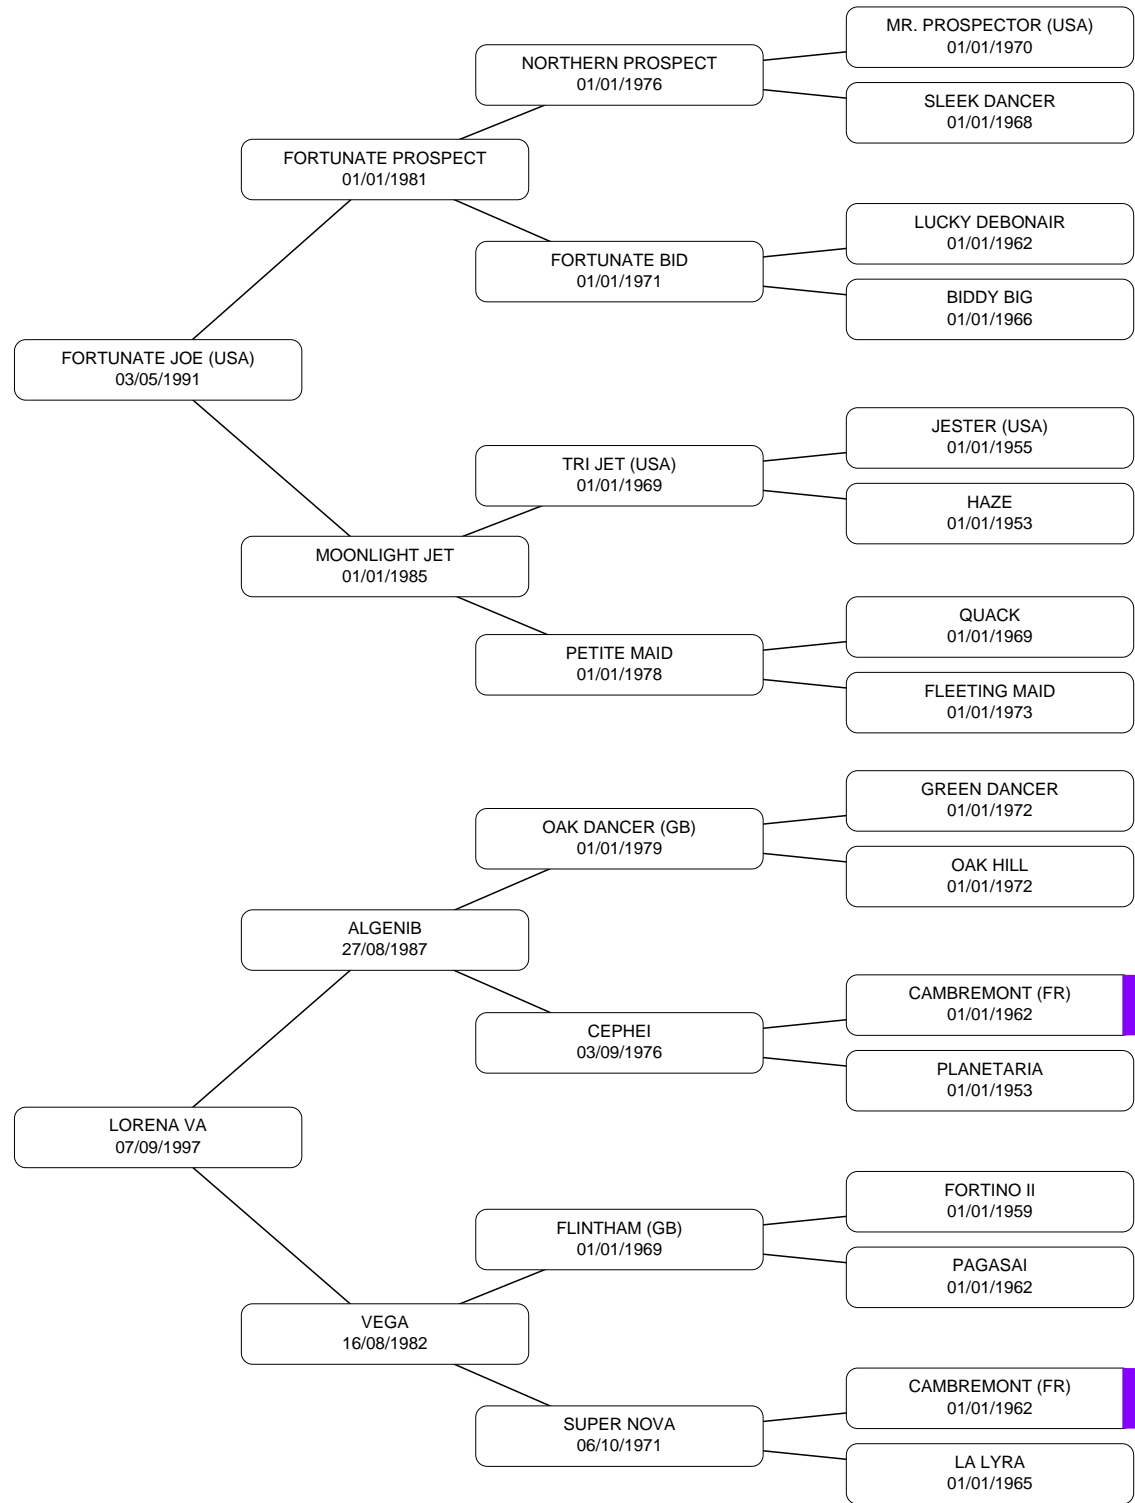 MR. PROSPECTOR (USA)
01/01/1970
NORTHERN PROSPECT
01/01/1976
SLEEK DANCER
01/01/1968
FORTUNATE PROSPECT
01/01/1981
LUCKY DEBONAIR
01/01/1962
FORTUNATE BID
01/01/1971
BIDDY BIG
01/01/1966
FORTUNATE JOE (USA)
03/05/1991
JESTER (USA)
01/01/1955
TRI JET (USA)
01/01/1969
HAZE
01/01/1953
MOONLIGHT JET
01/01/1985
QUACK
01/01/1969
PETITE MAID
01/01/1978
FLEETING MAID
01/01/1973
GREEN DANCER
01/01/1972
OAK DANCER (GB)
01/01/1979
OAK HILL
01/01/1972
ALGENIB
27/08/1987
CAMBREMONT (FR)
01/01/1962
CEPHEI
03/09/1976
PLANETARIA
01/01/1953
LORENA VA
07/09/1997
FORTINO II
01/01/1959
FLINTHAM (GB)
01/01/1969
PAGASAI
01/01/1962
VEGA
16/08/1982
CAMBREMONT (FR)
01/01/1962
SUPER NOVA
06/10/1971
LA LYRA
01/01/1965